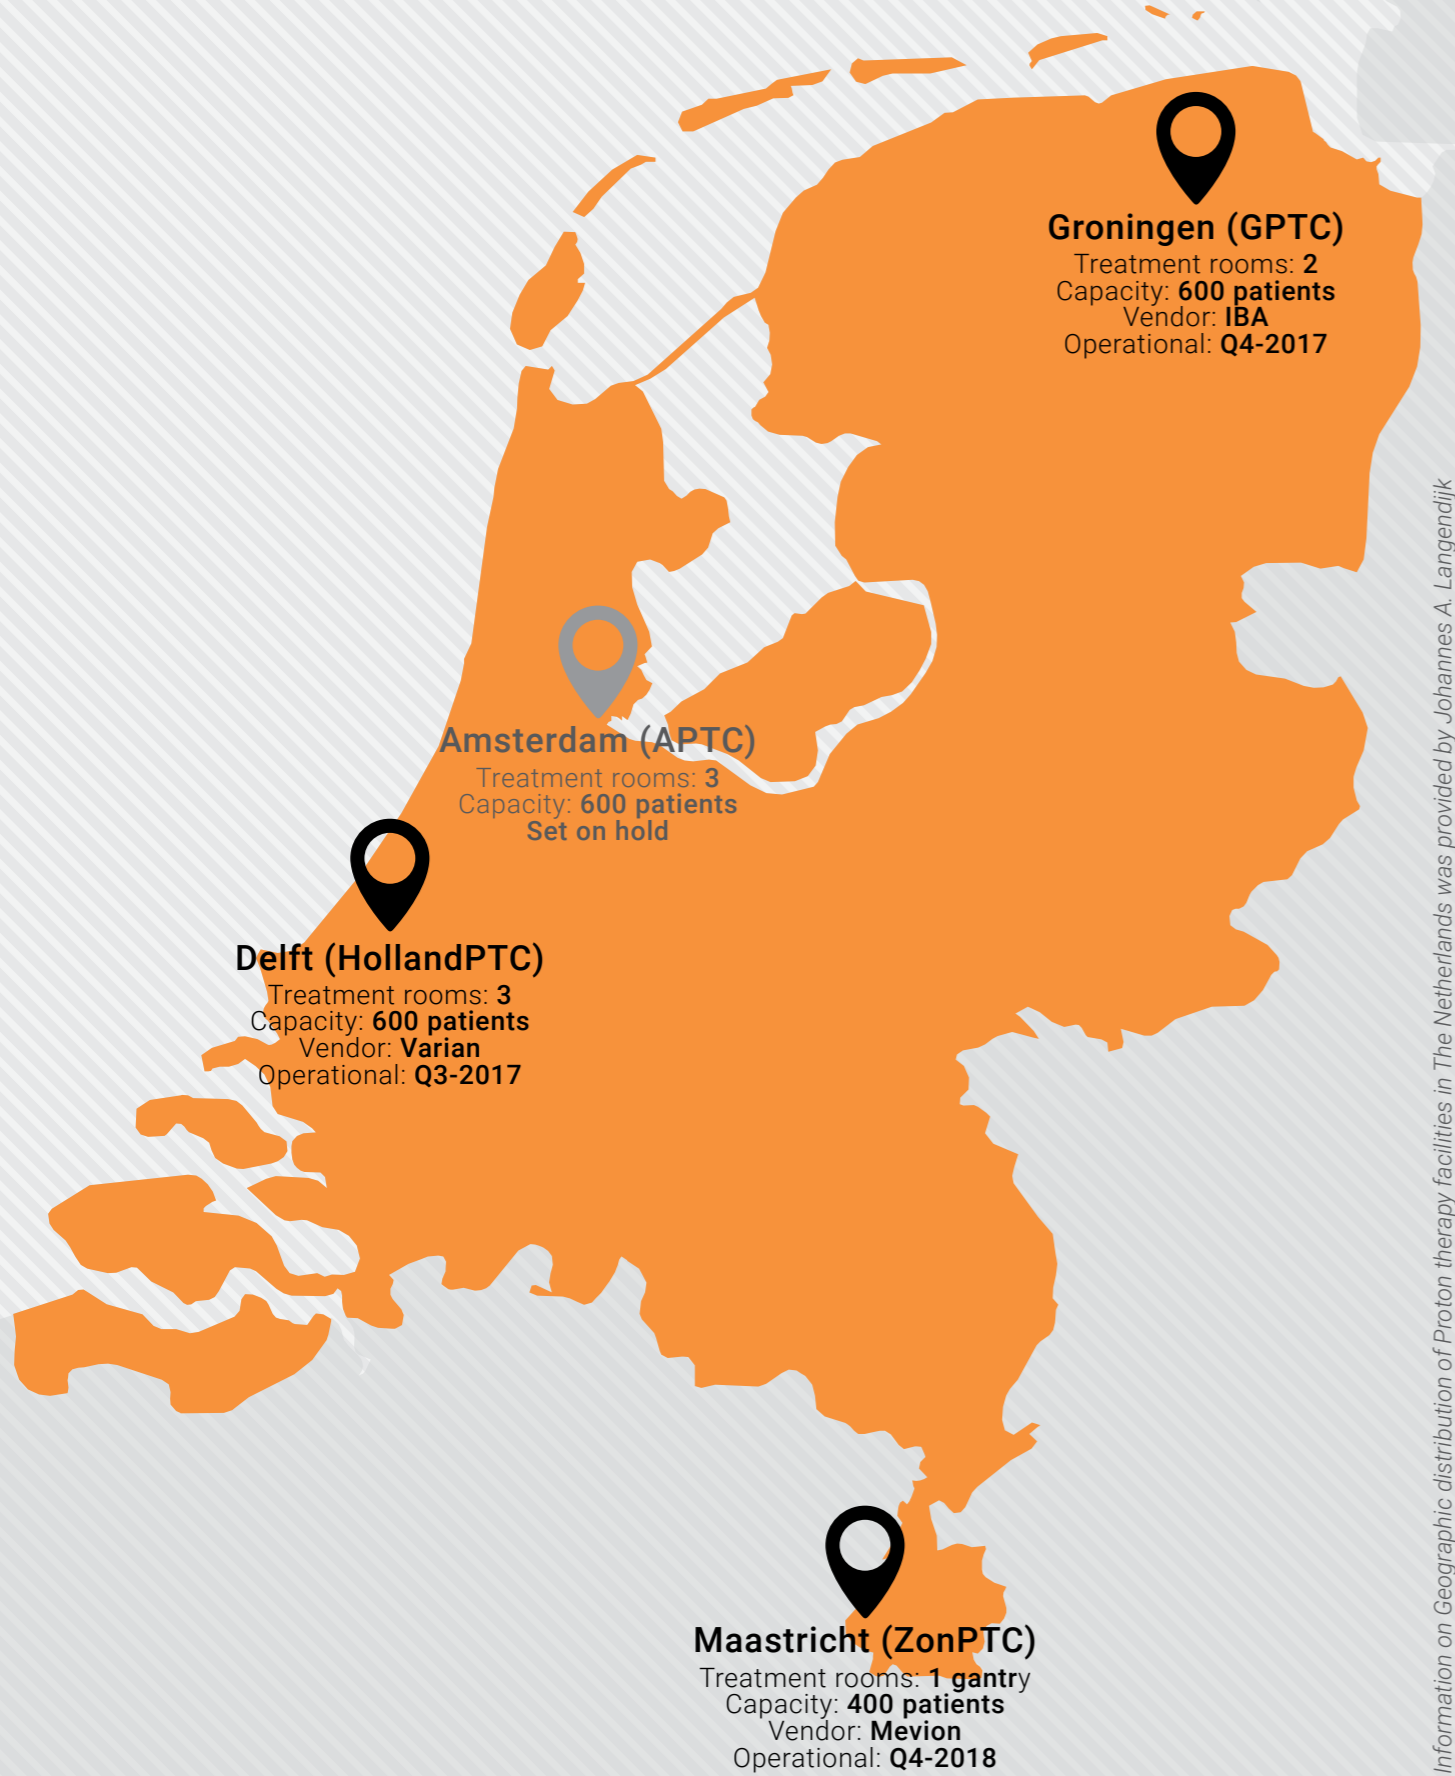 Groningen (GPTC)
Treatment rooms: 2
Capacity: 600 patients
Vendor: IBA
Operational: Q4-2017
Amsterdam (APTC)
Treatment rooms: 3
Capacity: 600 patients
Set on hold
Delft (HollandPTC)
Treatment rooms: 3
Capacity: 600 patients
Vendor: Varian
Operational: Q3-2017
Maastricht (ZonPTC)
Treatment rooms: 1 gantry
Capacity: 400 patients
Vendor: Mevion
Operational: Q4-2018
Information on Geographic distribution of Proton therapy facilities in The Netherlands was provided by Johannes A. Langendijk